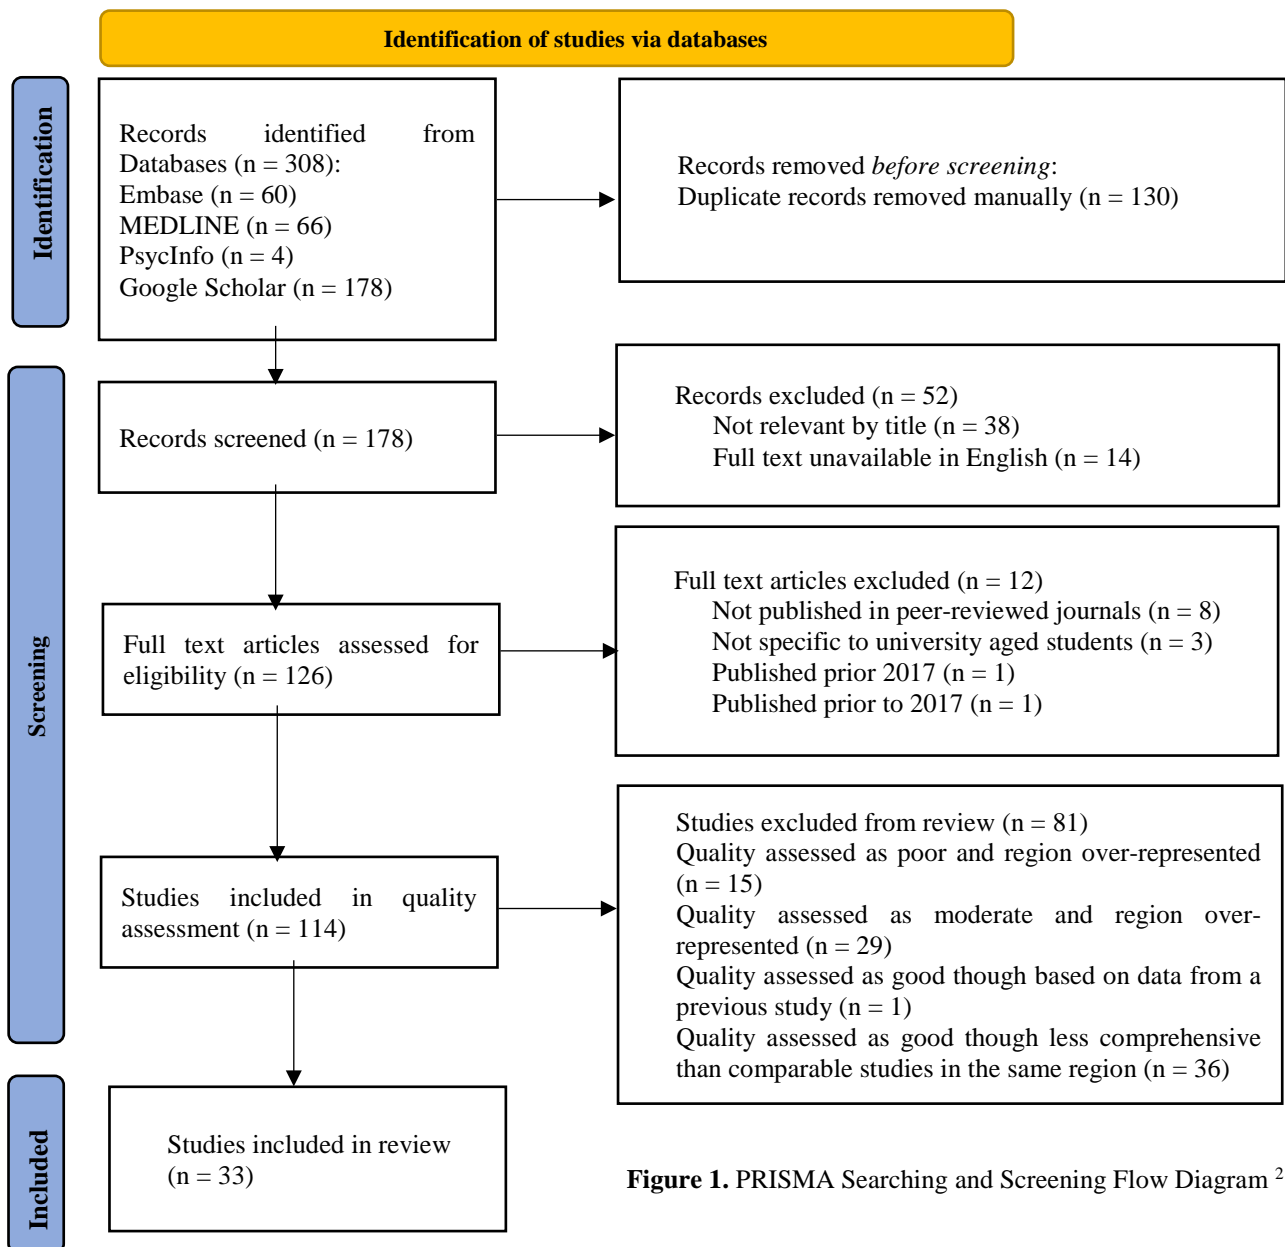 Identification of studies via databases
Identification
Records identified from
Databases (n = 308):
Embase (n = 60)
MEDLINE (n = 66)
PsycInfo (n = 4)
Google Scholar (n = 178)
Records removed before screening:
Duplicate records removed manually (n = 130)
Screening
Records screened (n = 178)
Records excluded (n = 52)
Not relevant by title (n = 38)
Full text unavailable in English (n = 14)
Full text articles assessed for
eligibility (n = 126)
Full text articles excluded (n = 12)
Not published in peer-reviewed journals (n = 8)
Not specific to university aged students (n = 3)
Published prior 2017 (n = 1)
Published prior to 2017 (n = 1)
Studies included in quality
assessment (n = 114)
Studies excluded from review (n = 81)
Quality assessed as poor and region over-represented
(n = 15)
Quality assessed as moderate and region over-
represented (n = 29)
Quality assessed as good though based on data from a
previous study (n = 1)
Quality assessed as good though less comprehensive
than comparable studies in the same region (n = 36)
Included
Studies included in review
(n = 33)
Figure 1. PRISMA Searching and Screening Flow Diagram 2